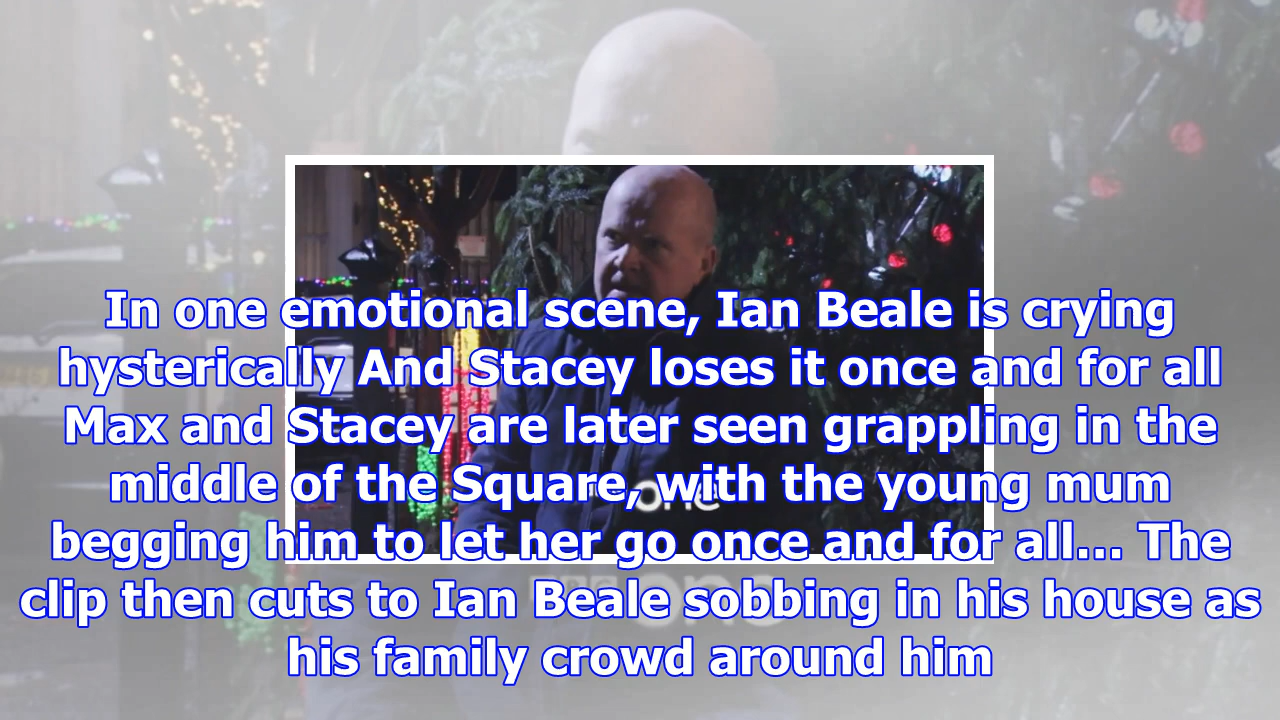 In one emotional scene, Ian Beale is crying
hysterically And Stacey loses it once and for all
Max and Stacey are later seen grappling in the
middle of the Square, with the young mum
begging him to let her go once and for all... The
clip then cuts to Ian Beale sobbing in his house as
his family crowd around him
one
one